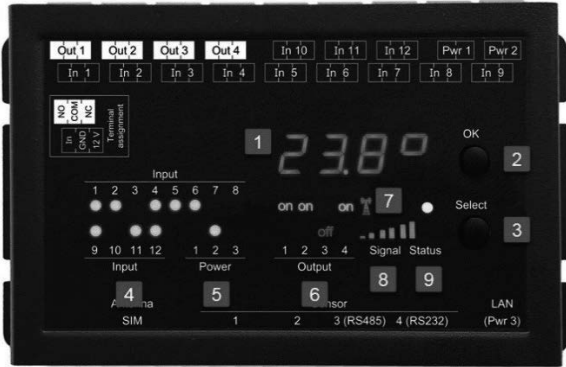 Out 1 Out 2 Out 3 Out 4 In 10 In 11 In 12 Pwr 1 Pwr 2
In 1 In 2 In 3 In 4 In 5 In 6 In 7 In 8 In 9
NO COM NC
In GND 12 V
Terminal assignment
1 23.8°
OK
2
Input
1 2 3 4 5 6 7 8
on on on 7
Select
3
off
9 10 11 12 1 2 3 1 2 3 4 Signal Status
Input Power Output
4 5 6 8 9
SIM 1 2 3 (RS485) 4 (RS232)
LAN
(Pwr 3)